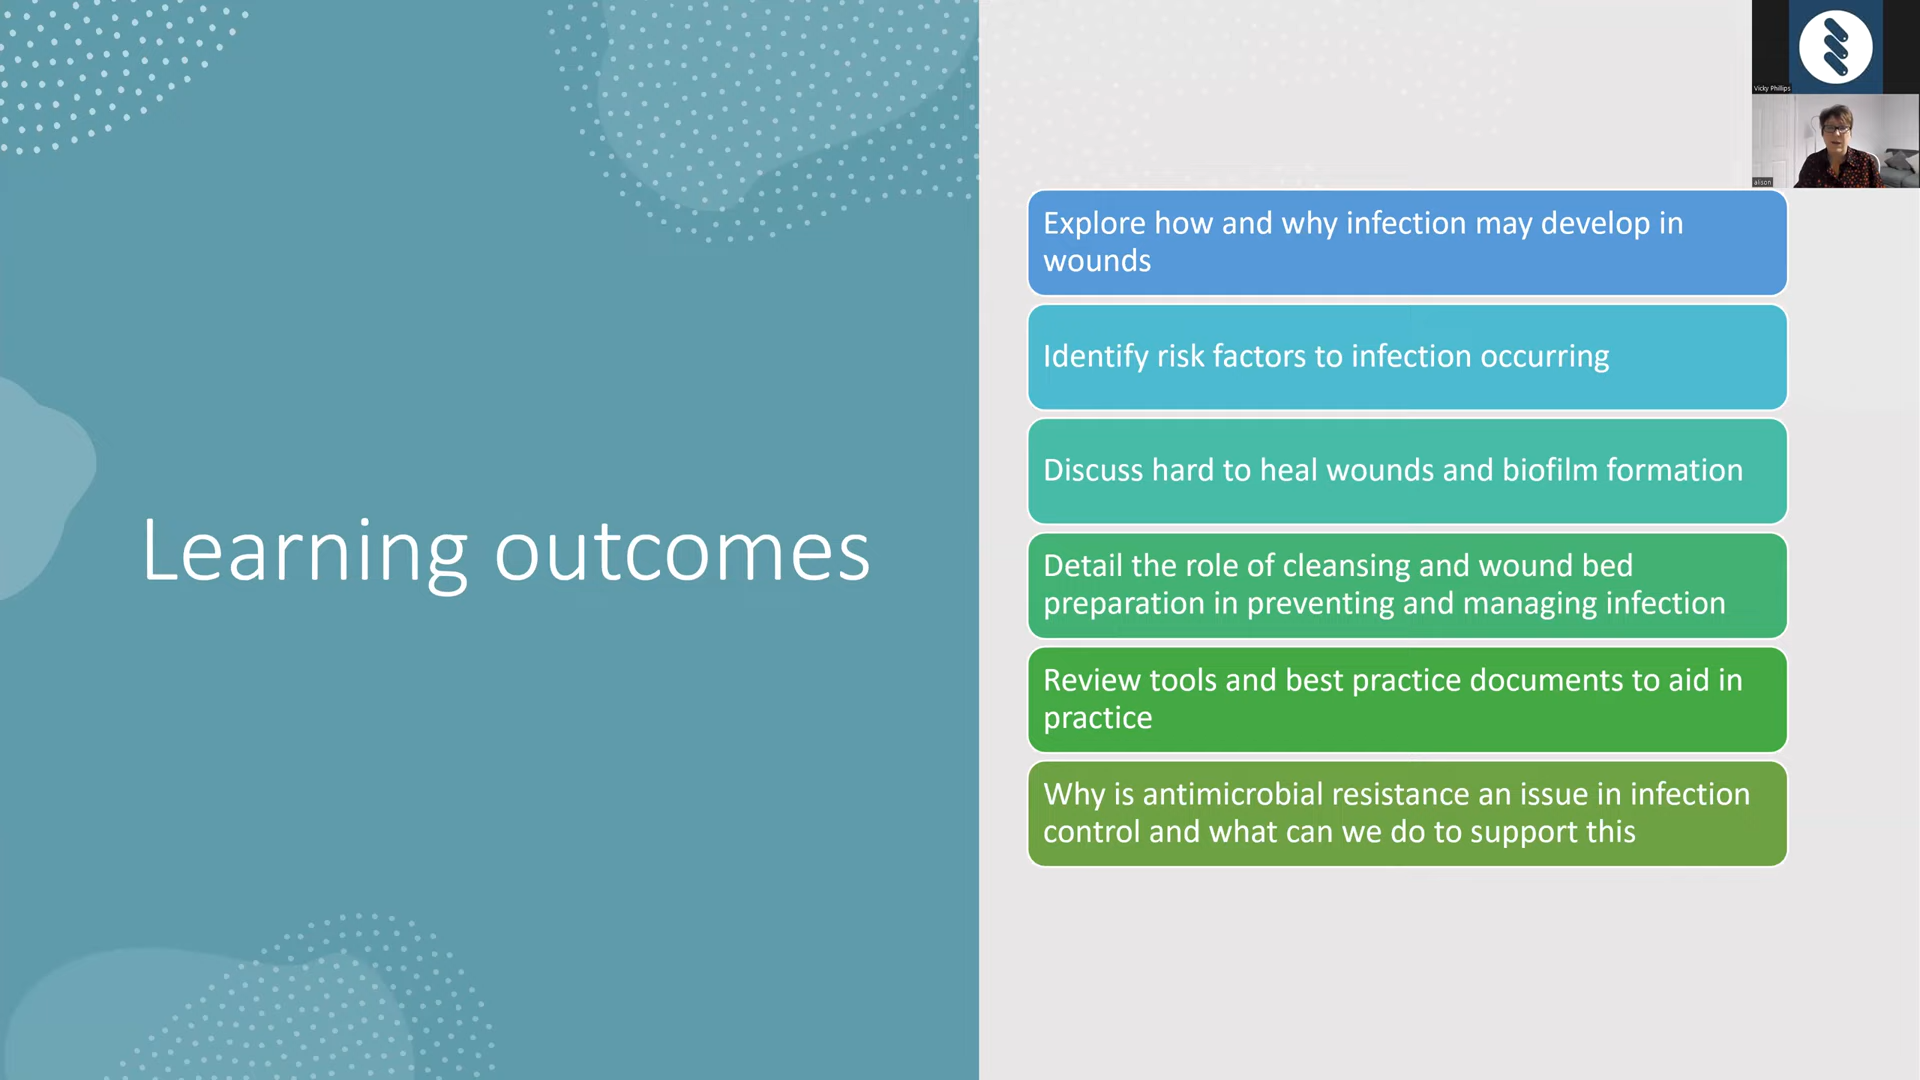 Vicky Phillips
alison
Learning outcomes
Explore how and why infection may develop in
wounds
Identify risk factors to infection occurring
Discuss hard to heal wounds and biofilm formation
Detail the role of cleansing and wound bed
preparation in preventing and managing infection
Review tools and best practice documents to aid in
practice
Why is antimicrobial resistance an issue in infection
control and what can we do to support this